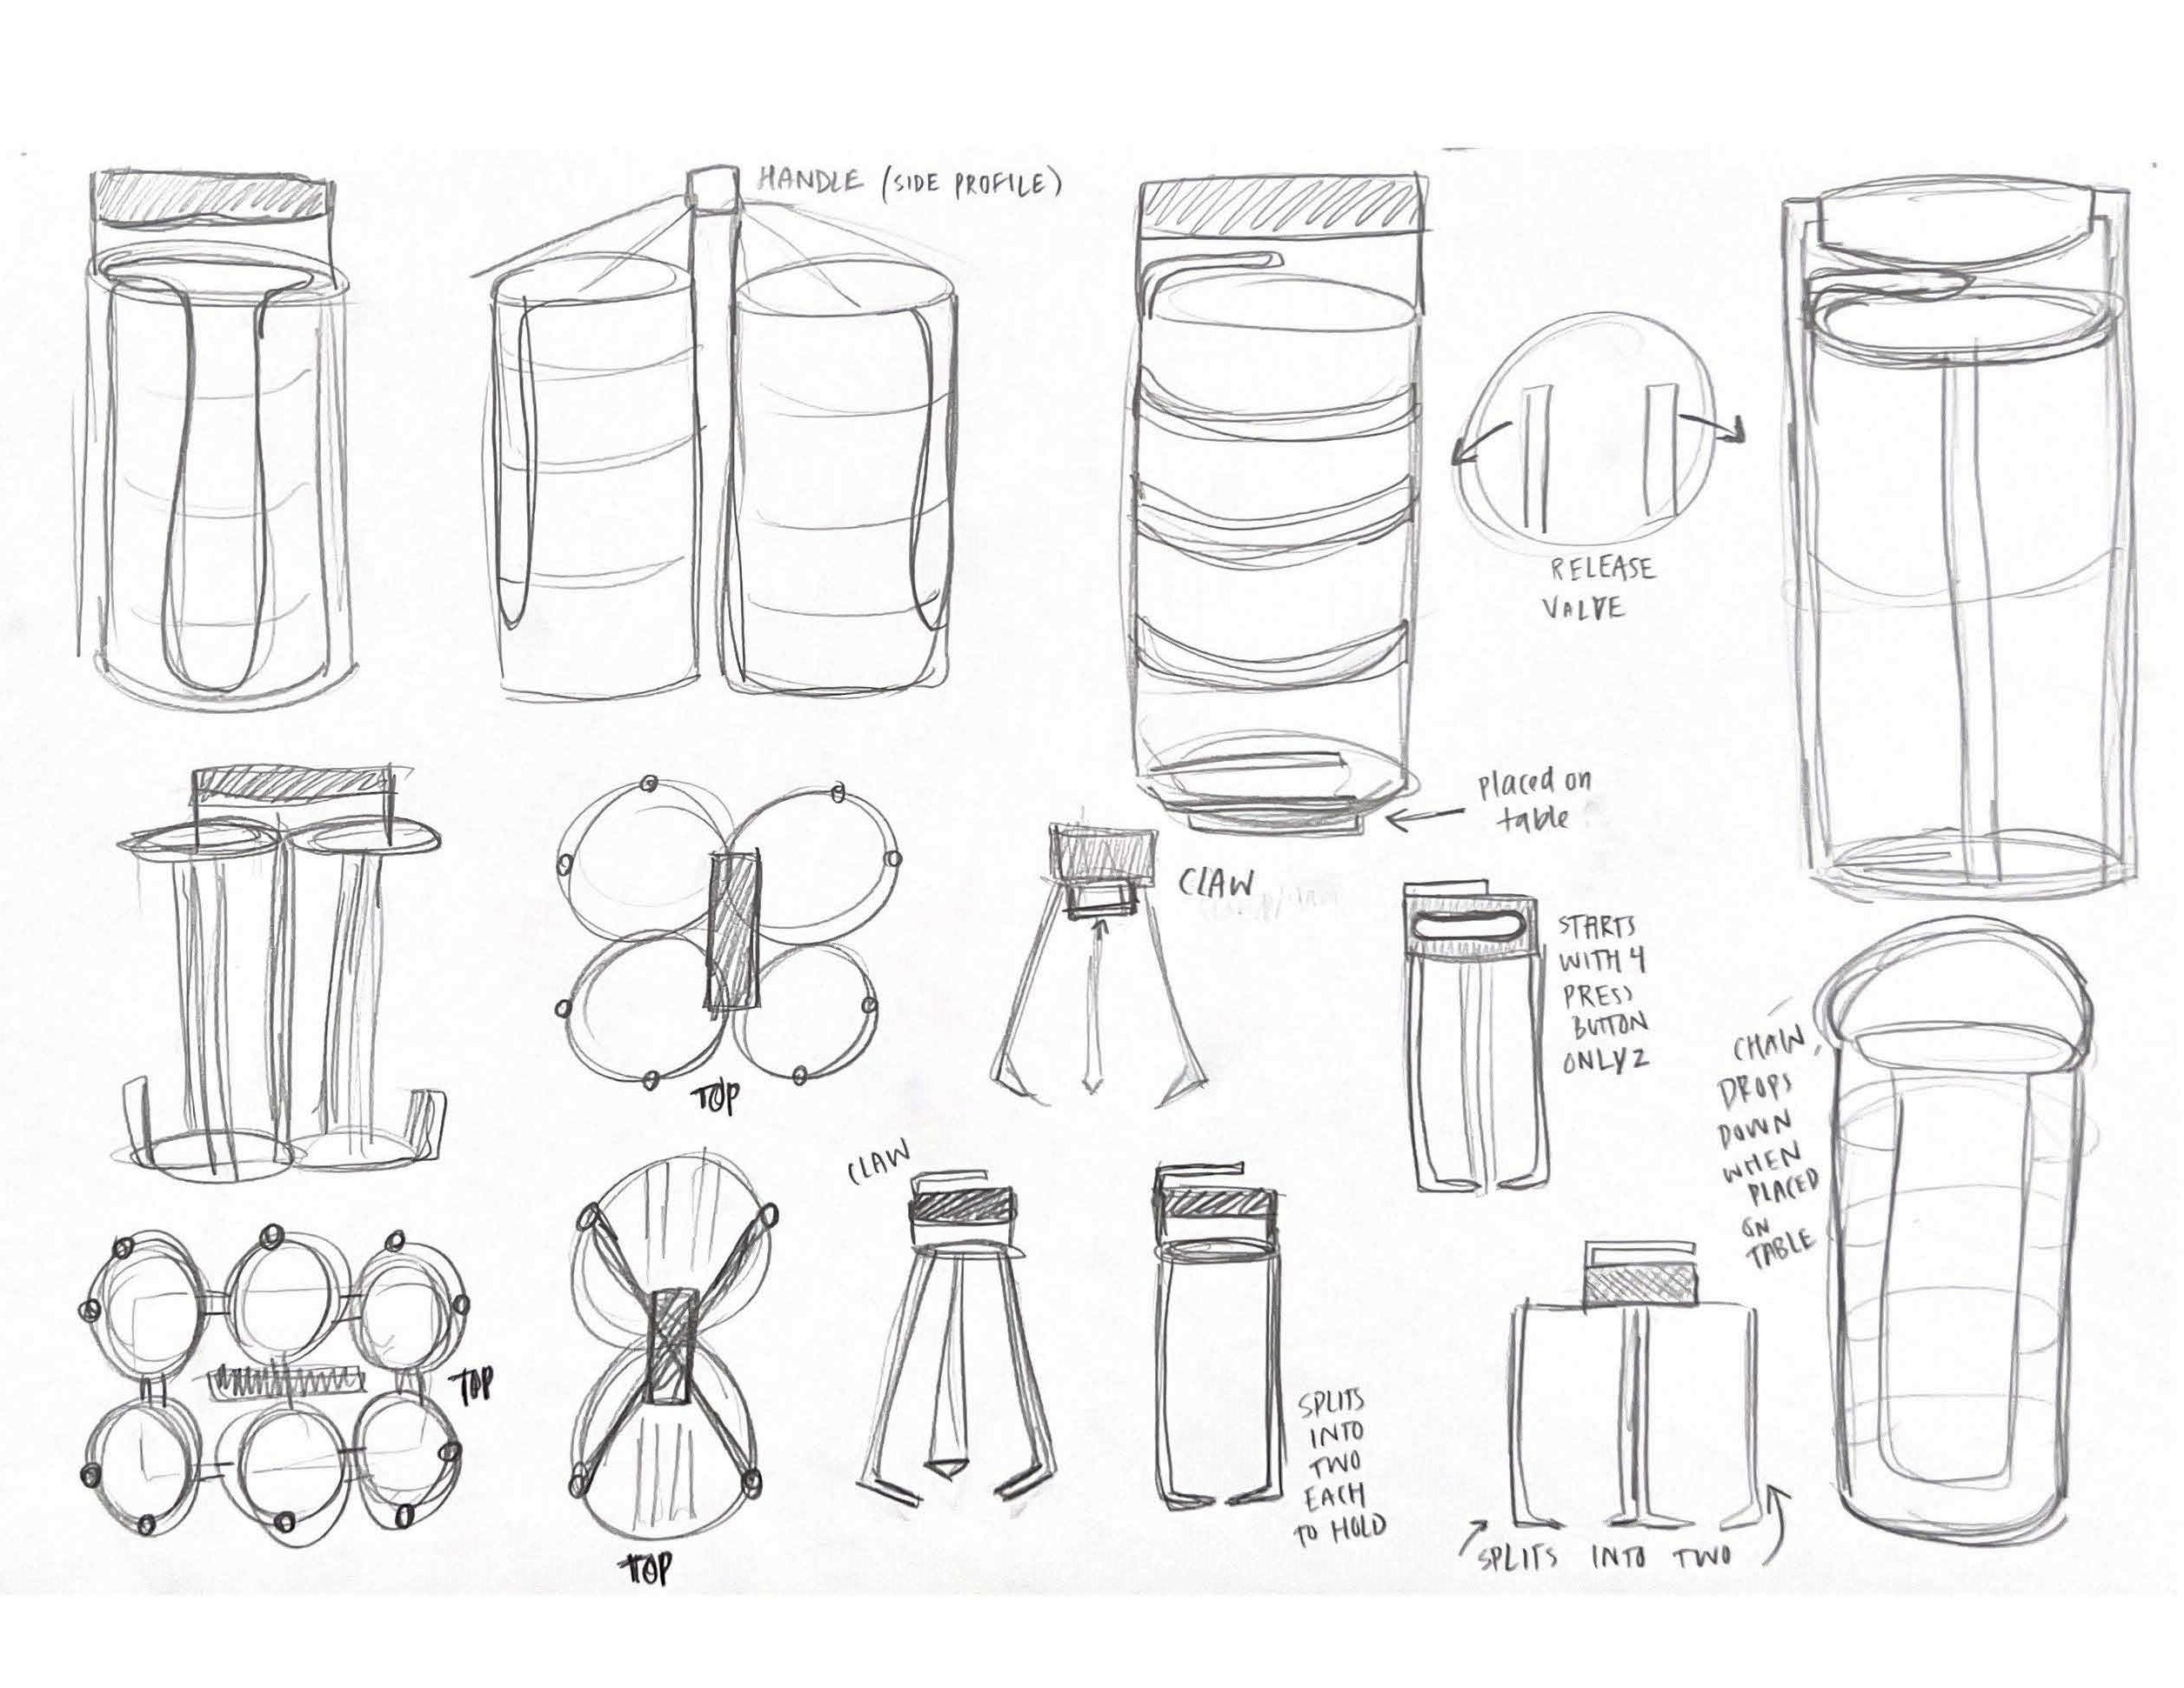 HANDLE (SIDE PROFILE)
RELEASE
VALVE
placed on
table
CLAW
STARTS
WITH 4
PRESS
BUTTON
ONLY 2
TOP
CHAIN
DROPS
DOWN
WHEN
PLACED
ON
TABLE
CLAW
TOP
SPLITS
INTO
TWO
EACH
TO HOLD
SPLITS INTO TWO
TOP